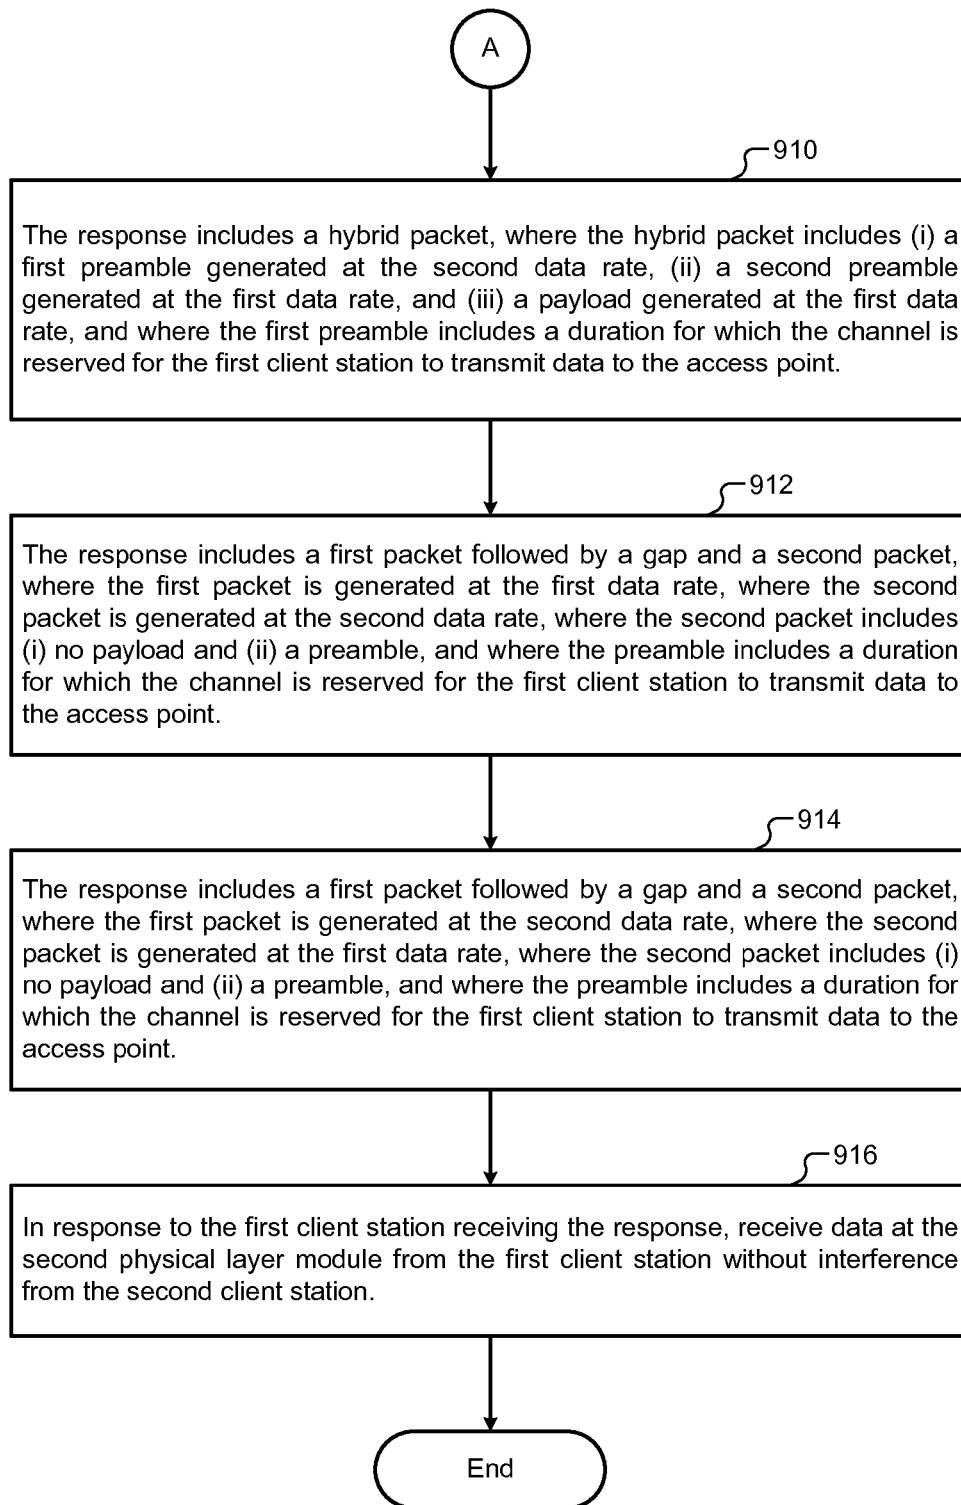 A
910
The response includes a hybrid packet, where the hybrid packet includes (i) a
first preamble generated at the second data rate, (ii) a second preamble
generated at the first data rate, and (iii) a payload generated at the first data
rate, and where the first preamble includes a duration for which the channel is
reserved for the first client station to transmit data to the access point.
912
The response includes a first packet followed by a gap and a second packet,
where the first packet is generated at the first data rate, where the second
packet is generated at the second data rate, where the second packet includes
(i) no payload and (ii) a preamble, and where the preamble includes a duration
for which the channel is reserved for the first client station to transmit data to
the access point.
914
The response includes a first packet followed by a gap and a second packet,
where the first packet is generated at the second data rate, where the second
packet is generated at the first data rate, where the second packet includes (i)
no payload and (ii) a preamble, and where the preamble includes a duration for
which the channel is reserved for the first client station to transmit data to the
access point.
916
In response to the first client station receiving the response, receive data at the
second physical layer module from the first client station without interference
from the second client station.
End